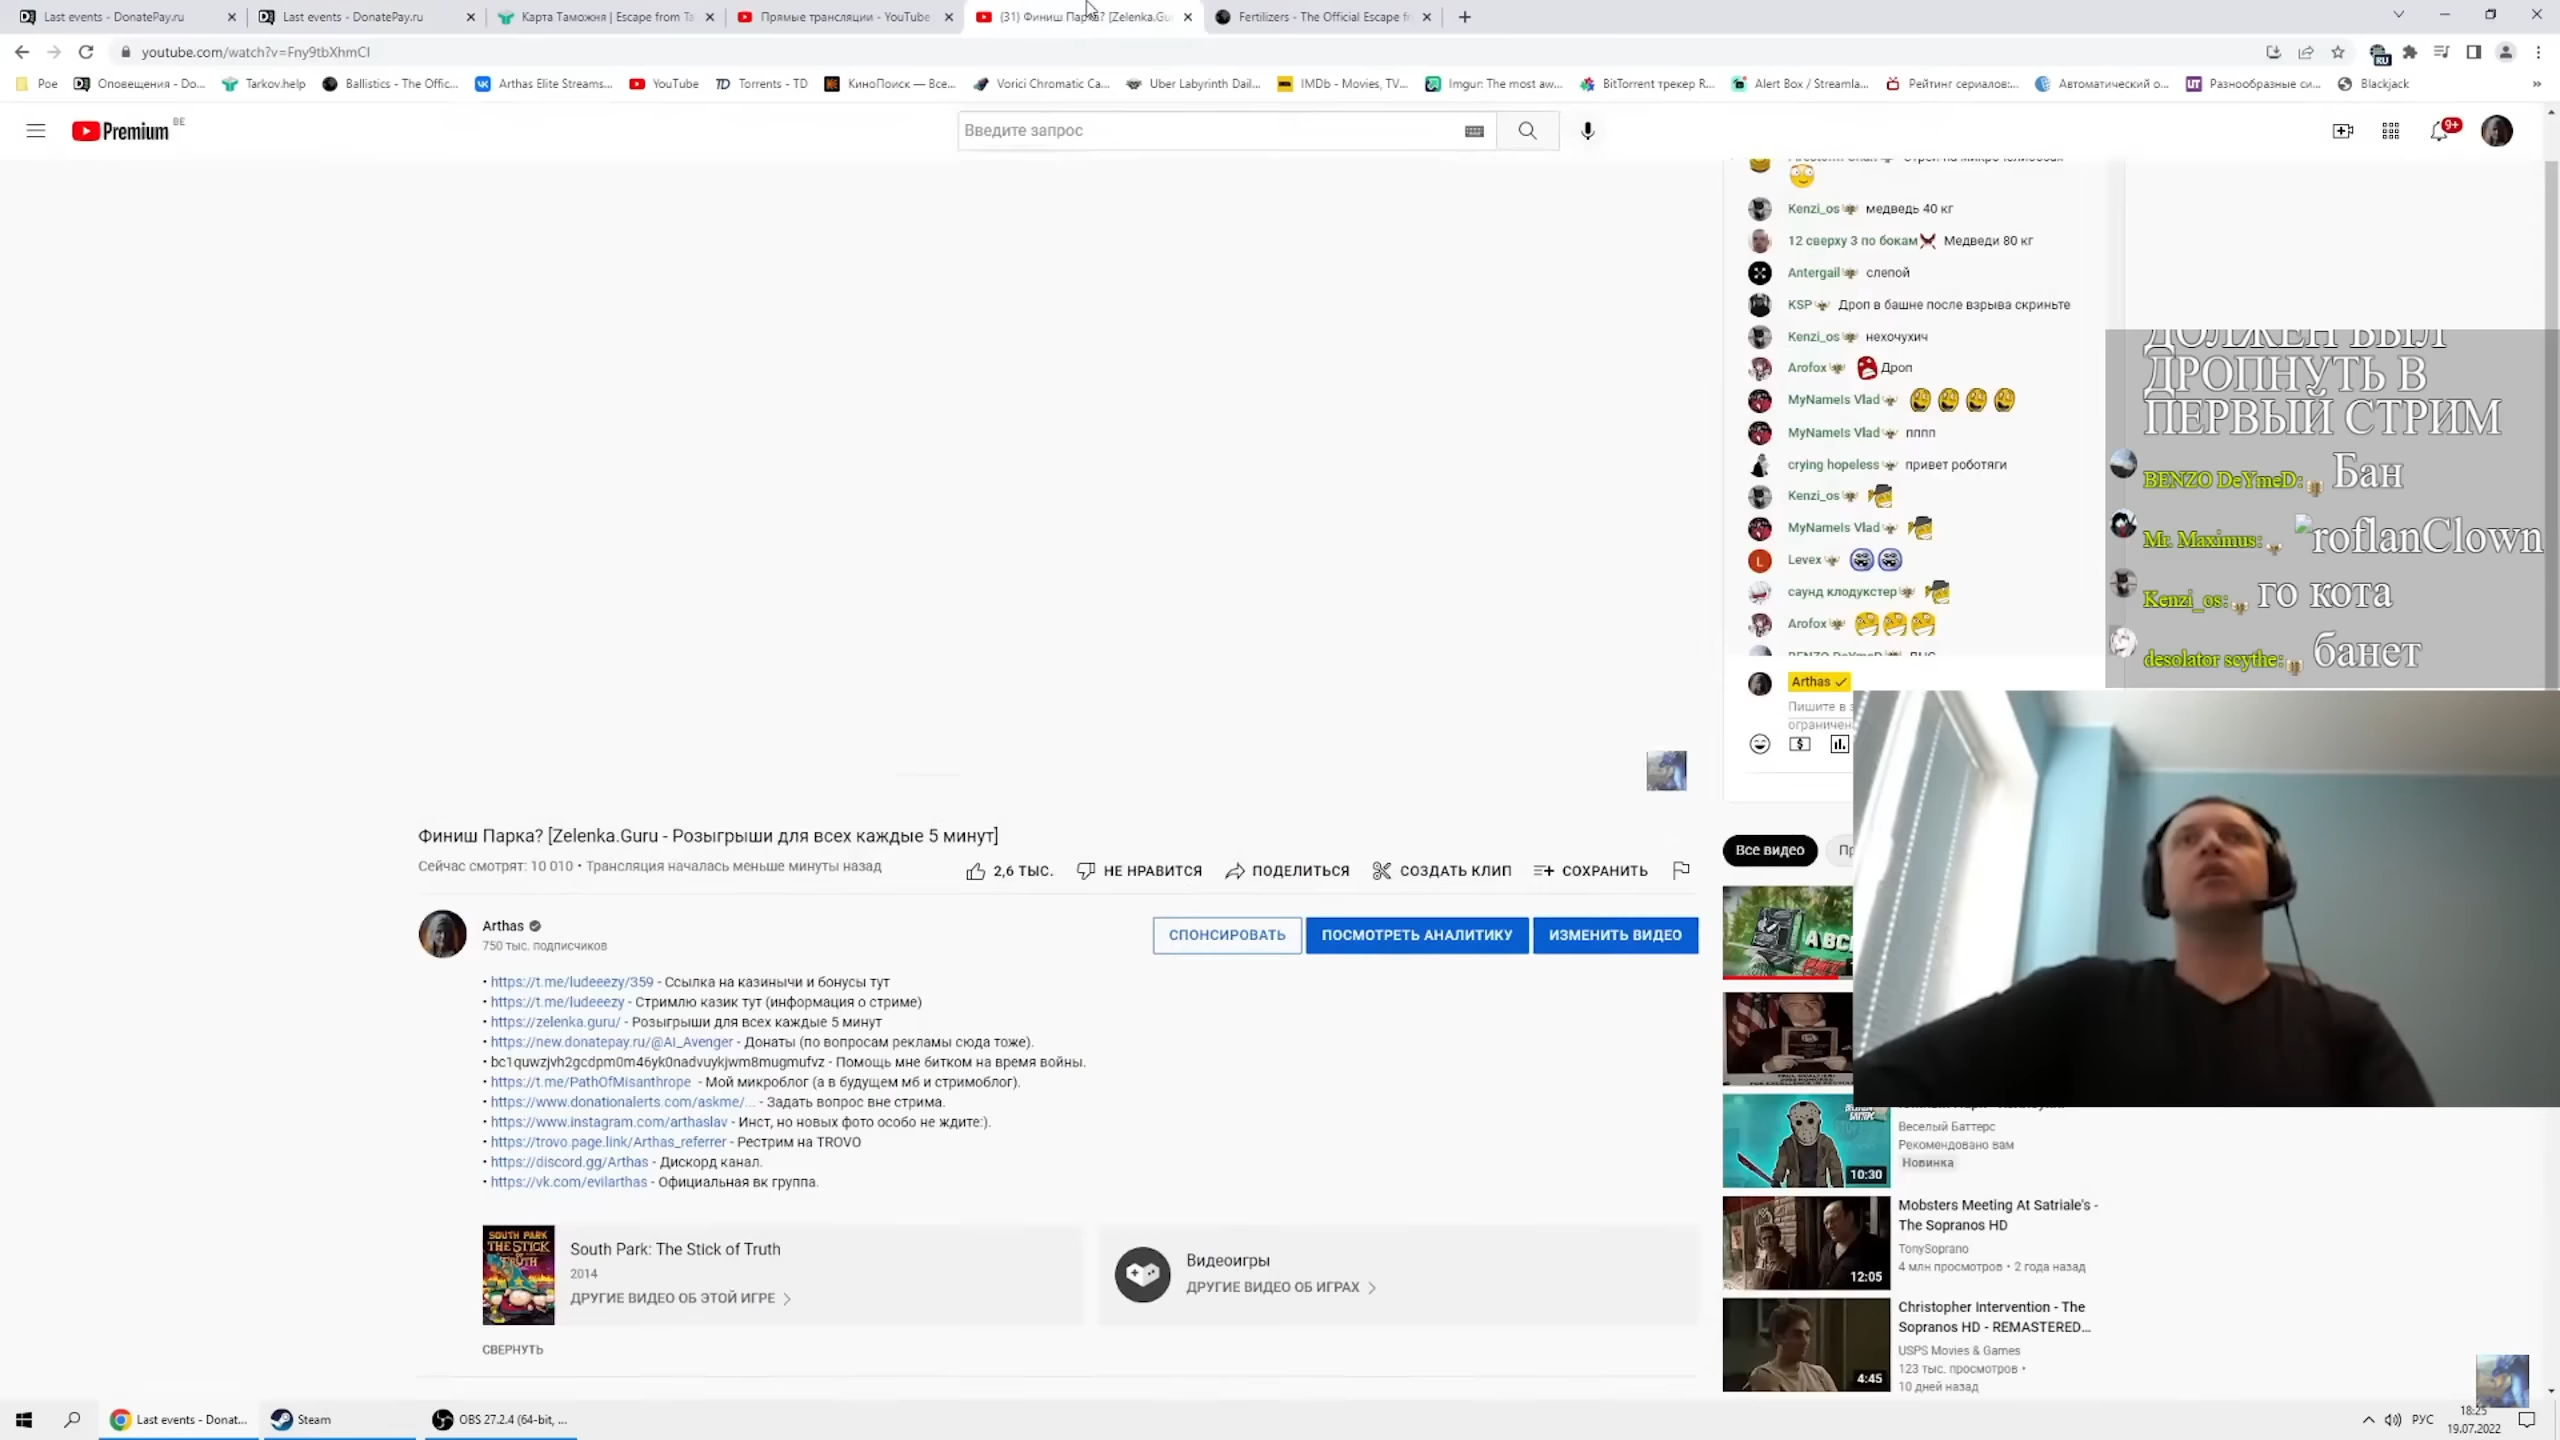 Last events - DonatePay.ru
Last events - DonatePay.ru
Карта Таможня | Escape from Ta
Прямые трансляции - YouTube
(31) Финиш Парка? [Zelenka.Gu
Fertilizers - The Official Escape f
youtube.com/watch?v=Fny9tbXhmCI
Poe
Оповещения - Do...
Tarkov.help
Ballistics - The Offic...
Arthas Elite Streams...
YouTube
Torrents - TD
КиноПоиск — Все...
Vorici Chromatic Ca...
Uber Labyrinth Dail...
IMDb - Movies, TV...
Imgur: The most aw...
BitTorrent трекер R...
Alert Box / Streamla...
Рейтинг сериалов:...
Автоматический о...
Разнообразные си...
Blackjack
Premium BE
Введите запрос
9+
Kenzi_os медведь 40 кг
12 сверху 3 по бокам Медведи 80 кг
Antergail слепой
KSP Дроп в башне после взрыва скриньте
Kenzi_os нехочухич
Arofox Дроп
MyNameIs Vlad
MyNameIs Vlad пппп
crying hopeless привет роботяги
Kenzi_os
MyNameIs Vlad
Levex
саунд клодукстер
Arofox
Arthas
Пишите в
ДОЛЖЕН БЫЛ
ДРОПНУТЬ В
ПЕРВЫЙ СТРИМ
BENZO DeYmeD: Бан
Mr. Maximus: roflanClown
Kenzi_os: го кота
desolator scythe: банет
Финиш Парка? [Zelenka.Guru - Розыгрыши для всех каждые 5 минут]
Сейчас смотрят: 10 010 • Трансляция началась меньше минуты назад
2,6 ТЫС.
НЕ НРАВИТСЯ
ПОДЕЛИТЬСЯ
СОЗДАТЬ КЛИП
СОХРАНИТЬ
Arthas
750 тыс. подписчиков
СПОНСИРОВАТЬ
ПОСМОТРЕТЬ АНАЛИТИКУ
ИЗМЕНИТЬ ВИДЕО
• https://t.me/ludeeezy/359 - Ссылка на казинычи и бонусы тут
• https://t.me/ludeeezy - Стримлю казик тут (информация о стриме)
• https://zelenka.guru/ - Розыгрыши для всех каждые 5 минут
• https://new.donatepay.ru/@AI_Avenger - Донаты (по вопросам рекламы сюда тоже).
• bc1quwzjvh2gcdpm0m46yk0nadvuykjwm8mugmufvz - Помощь мне битком на время войны.
• https://t.me/PathOfMisanthrope - Мой микроблог (а в будущем мб и стримоблог).
• https://www.donationalerts.com/askme/... - Задать вопрос вне стрима.
• https://www.instagram.com/arthaslav - Инст, но новых фото особо не ждите:).
• https://trovo.page.link/Arthas_referrer - Рестрим на TROVO
• https://discord.gg/Arthas - Дискорд канал.
• https://vk.com/evilarthas - Официальная вк группа.
SOUTH PARK
THE STICK OF TRUTH
South Park: The Stick of Truth
2014
ДРУГИЕ ВИДЕО ОБ ЭТОЙ ИГРЕ
Видеоигры
ДРУГИЕ ВИДЕО ОБ ИГРАХ
СВЕРНУТЬ
Все видео
Веселый Баттерс
Рекомендовано вам
Новинка
10:30
Mobsters Meeting At Satriale's -
The Sopranos HD
TonySoprano
4 млн просмотров • 2 года назад
12:05
Christopher Intervention - The
Sopranos HD - REMASTERED...
USPS Movies & Games
123 тыс. просмотров •
10 дней назад
4:45
Last events - Donat...
Steam
OBS 27.2.4 (64-bit, ...
РУС
18:25
19.07.2022